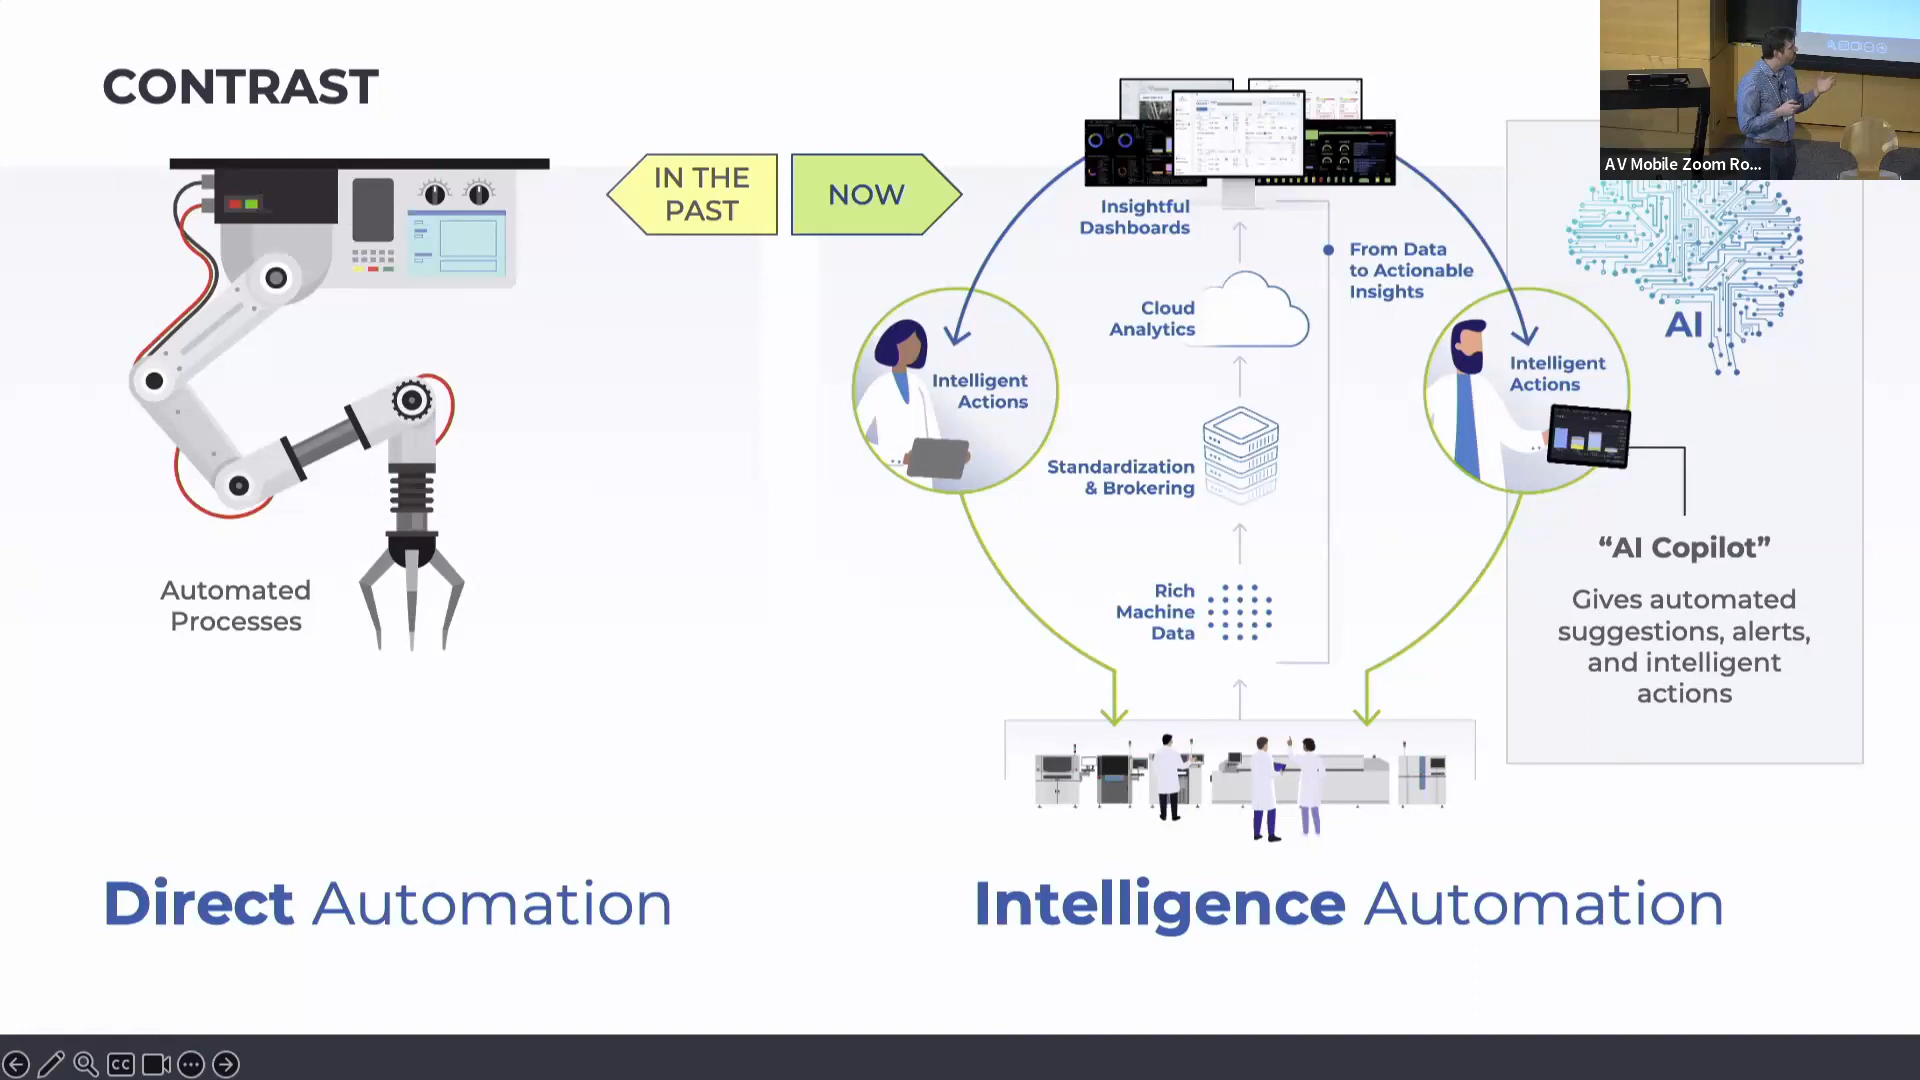 CONTRAST
IN THE
PAST
NOW
Automated
Processes
Direct Automation
Insightful
Dashboards
From Data
to Actionable
Insights
Cloud
Analytics
Intelligent
Actions
Intelligent
Actions
Standardization
& Brokering
Rich
Machine
Data
AI
“AI Copilot”
Gives automated
suggestions, alerts,
and intelligent
actions
Intelligence Automation
AV Mobile Zoom Ro...
CC